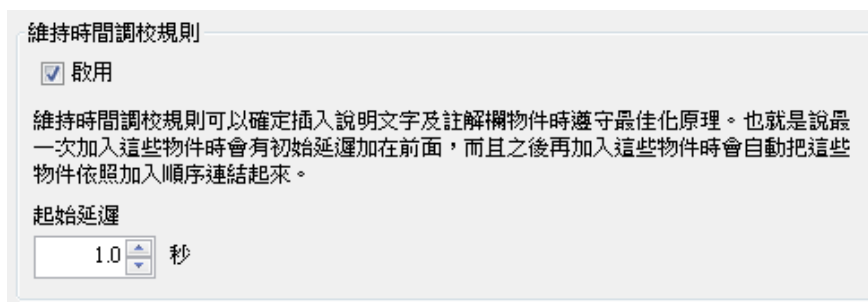 維持時間調校規則
啟用
維持時間調校規則可以確定插入說明文字及註解欄物件時遵守最佳化原理。也就是說最
一次加入這些物件時會有初始延遲加在前面，而且之後再加入這些物件時會自動把這些
物件依照加入順序連結起來。
起始延遲
1.0 秒